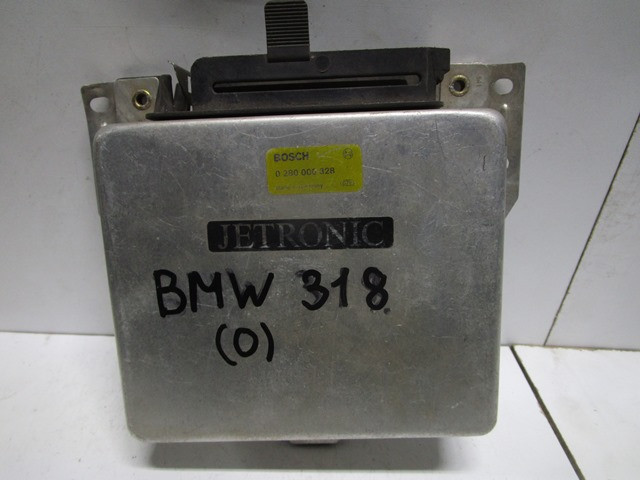 BOSCH
0 280 000 328
JETRONIC
BMW 318
(0)